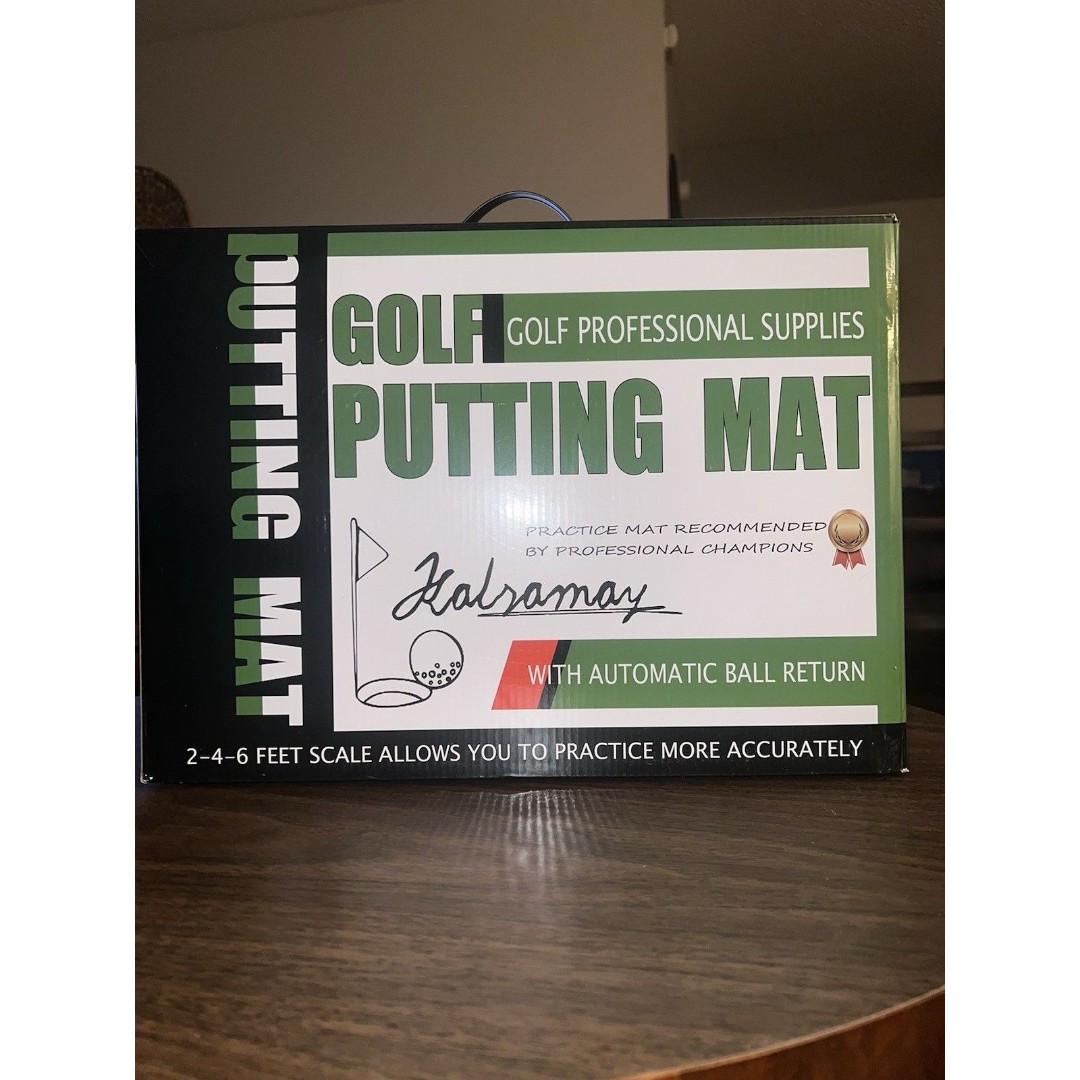 PUTTING MAT
GOLF
GOLF PROFESSIONAL SUPPLIES
PUTTING MAT
PRACTICE MAT RECOMMENDED
BY PROFESSIONAL CHAMPIONS
Kalramay
WITH AUTOMATIC BALL RETURN
2-4-6 FEET SCALE ALLOWS YOU TO PRACTICE MORE ACCURATELY